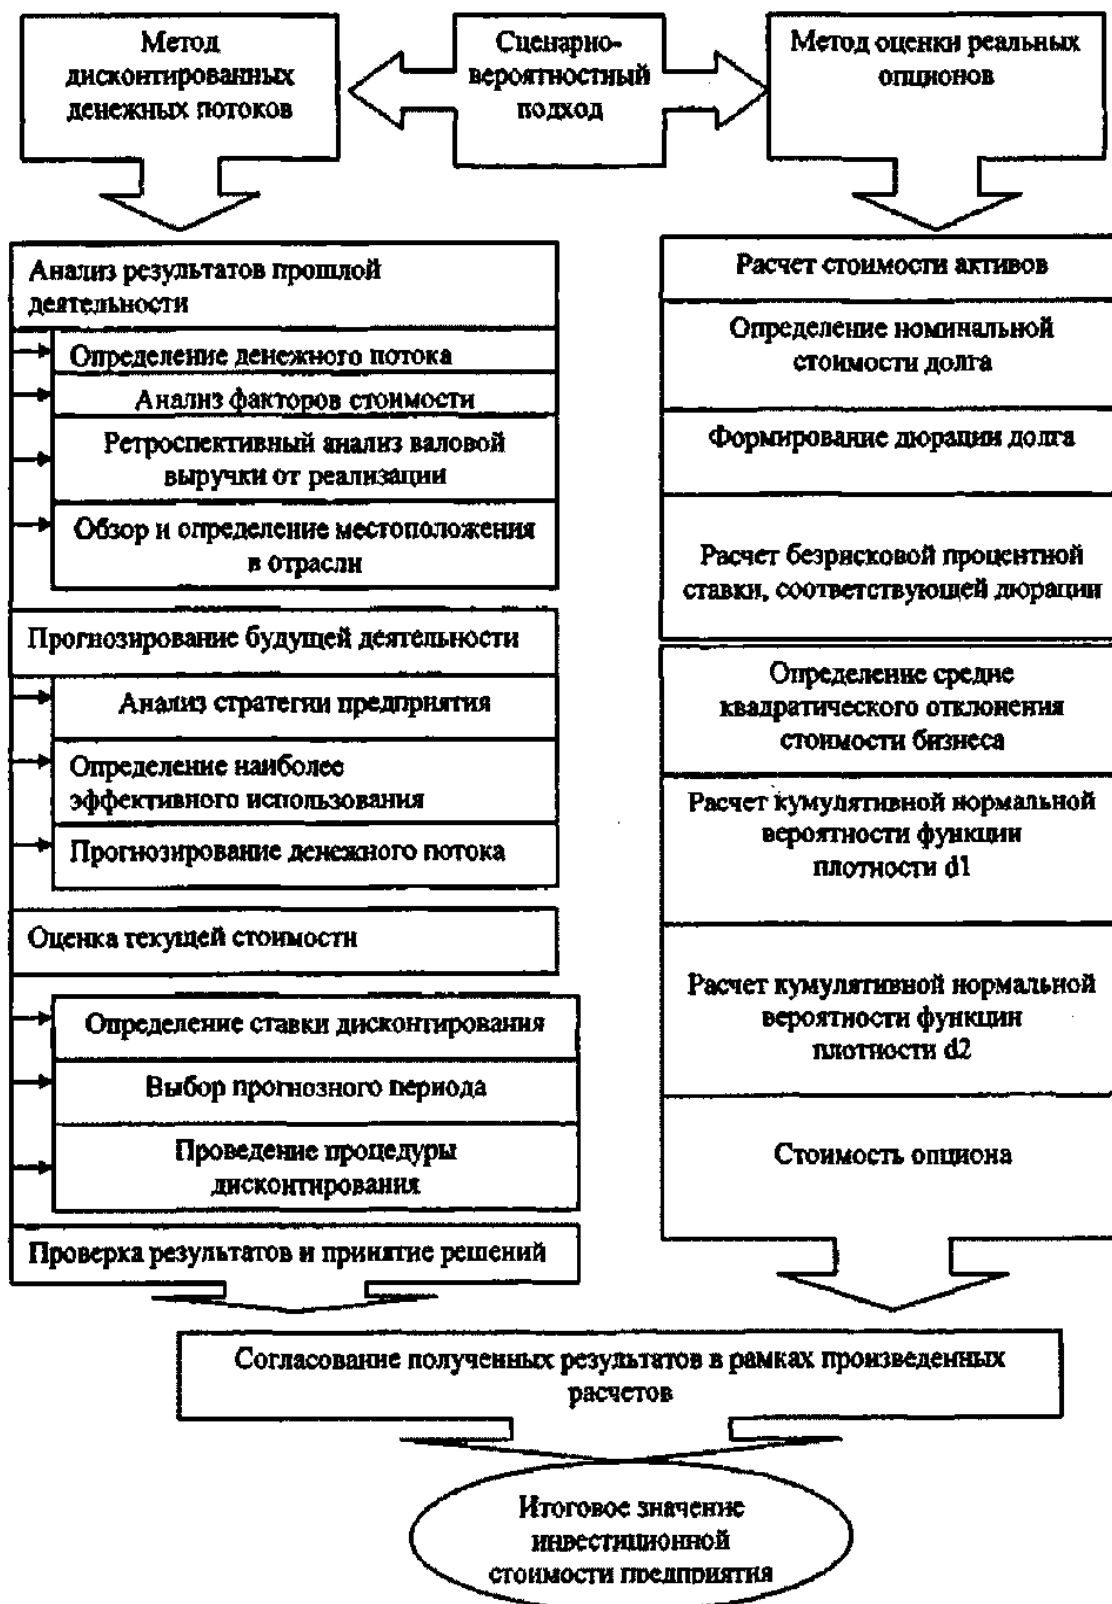 Метод
дисконтированных
денежных потоков
Сценарно-
вероятностный
подход
Метод оценки реальных
опционов
Анализ результатов прошлой
деятельности
Определение денежного потока
Анализ факторов стоимости
Ретроспективный анализ валовой
выручки от реализации
Обзор и определение местоположения
в отрасли
Прогнозирование будущей деятельности
Анализ стратегии предприятия
Определение наиболее
эффективного использования
Прогнозирование денежного потока
Оценка текущей стоимости
Определение ставки дисконтирования
Выбор прогнозного периода
Проведение процедуры
дисконтирования
Проверка результатов и принятие решений
Расчет стоимости активов
Определение номинальной
стоимости долга
Формирование дюрации долга
Расчет безрисковой процентной
ставки, соответствующей дюрации
Определение средне
квадратического отклонения
стоимости бизнеса
Расчет кумулятивной нормальной
вероятности функции
плотности d1
Расчет кумулятивной нормальной
вероятности функции
плотности d2
Стоимость опциона
Согласование полученных результатов в рамках произведенных
расчетов
Итоговое значение
инвестиционной
стоимости предприятия